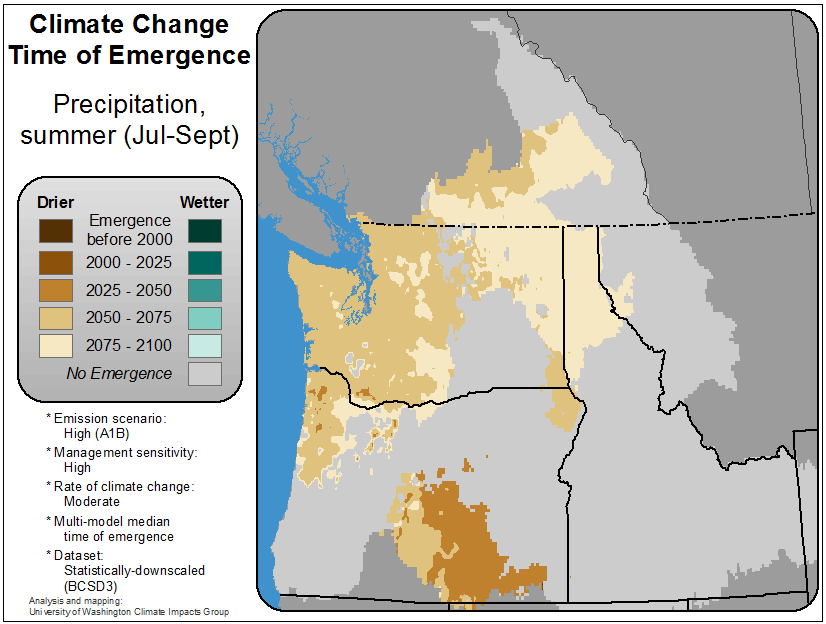 Climate Change
Time of Emergence
Precipitation,
summer (Jul-Sept)
Drier Wetter
Emergence
before 2000
2000 - 2025
2025 - 2050
2050 - 2075
2075 - 2100
No Emergence
* Emission scenario:
High (A1B)
* Management sensitivity:
High
* Rate of climate change:
Moderate
* Multi-model median
time of emergence
* Dataset:
Statistically-downscaled
(BCSD3)
Analysis and mapping:
University of Washington Climate Impacts Group